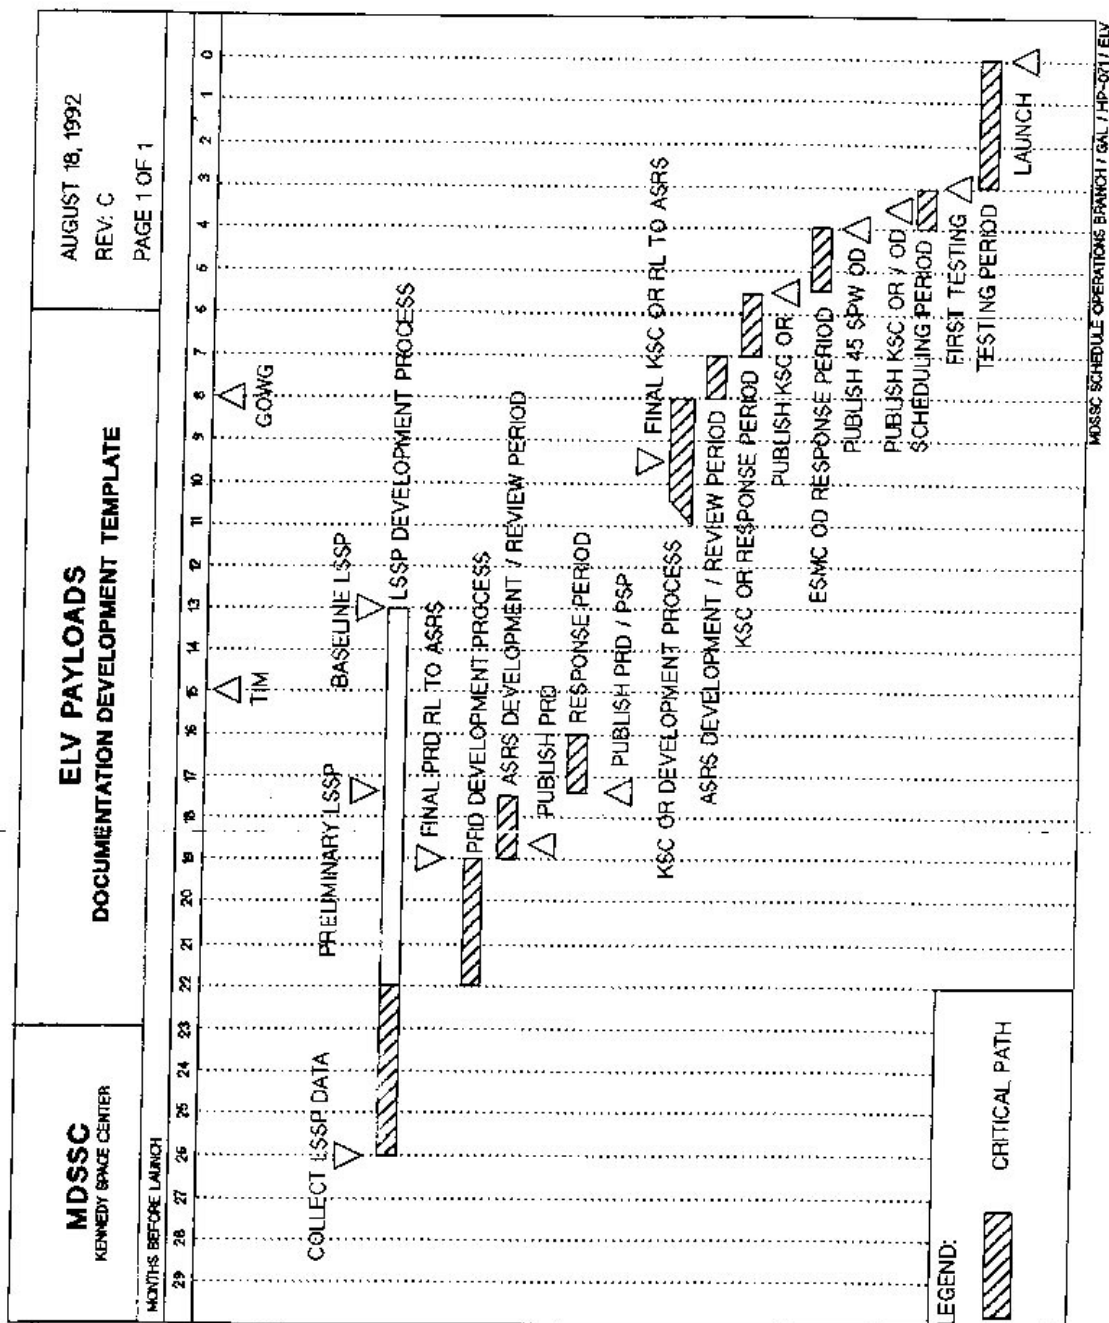 MDSSC
KENNEDY SPACE CENTER
ELV PAYLOADS
DOCUMENTATION DEVELOPMENT TEMPLATE
AUGUST 18, 1992
REV: C
PAGE 1 OF 1
MONTHS BEFORE LAUNCH
29 28 27 26 25 24 23 22 21 20 19 18 17 16 15 14 13 12 11 10 9 8 7 6 5 4 3 2 1 0
TIM
GOWG
COLLECT LSSP DATA
PRELIMINARY LSSP
BASELINE LSSP
LSSP DEVELOPMENT PROCESS
FINAL PRD RL TO ASRS
PRD DEVELOPMENT PROCESS
ASRS DEVELOPMENT / REVIEW PERIOD
PUBLISH PRD
RESPONSE PERIOD
PUBLISH PRD / PSP
FINAL KSC OR RL TO ASRS
KSC OR DEVELOPMENT PROCESS
ASRS DEVELOPMENT / REVIEW PERIOD
KSC OR RESPONSE PERIOD
PUBLISH KSC OR
ESMC OD RESPONSE PERIOD
PUBLISH 45 SPW OD
PUBLISH KSC OR / OD
SCHEDULING PERIOD
FIRST TESTING
TESTING PERIOD
LAUNCH
LEGEND:
CRITICAL PATH
MDSSC SCHEDULE OPERATIONS BRANCH / GAL / HP-071 / ELV